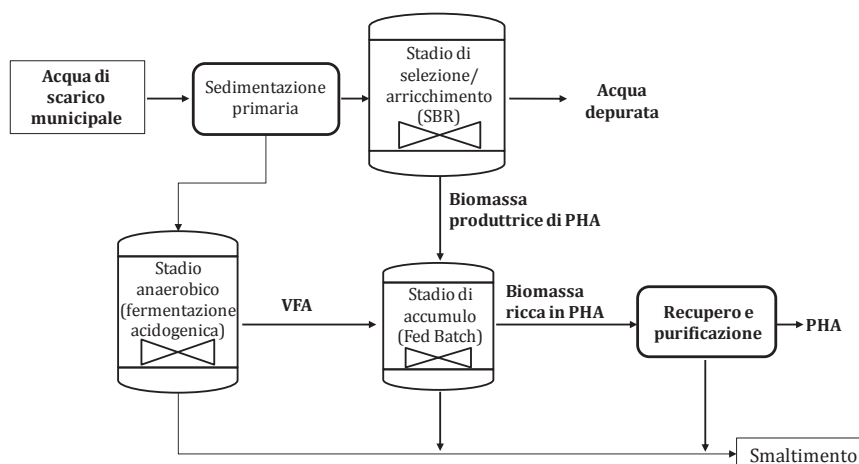 Acqua di
scarico
municipale
Sedimentazione
primaria
Stadio di
selezione/
arricchimento
(SBR)
Acqua
depurata
Biomassa
produttrice di PHA
Stadio
anaerobico
(fermentazione
acidogenica)
VFA
Stadio di
accumulo
(Fed Batch)
Biomassa
ricca in PHA
Recupero e
purificazione
PHA
Smaltimento